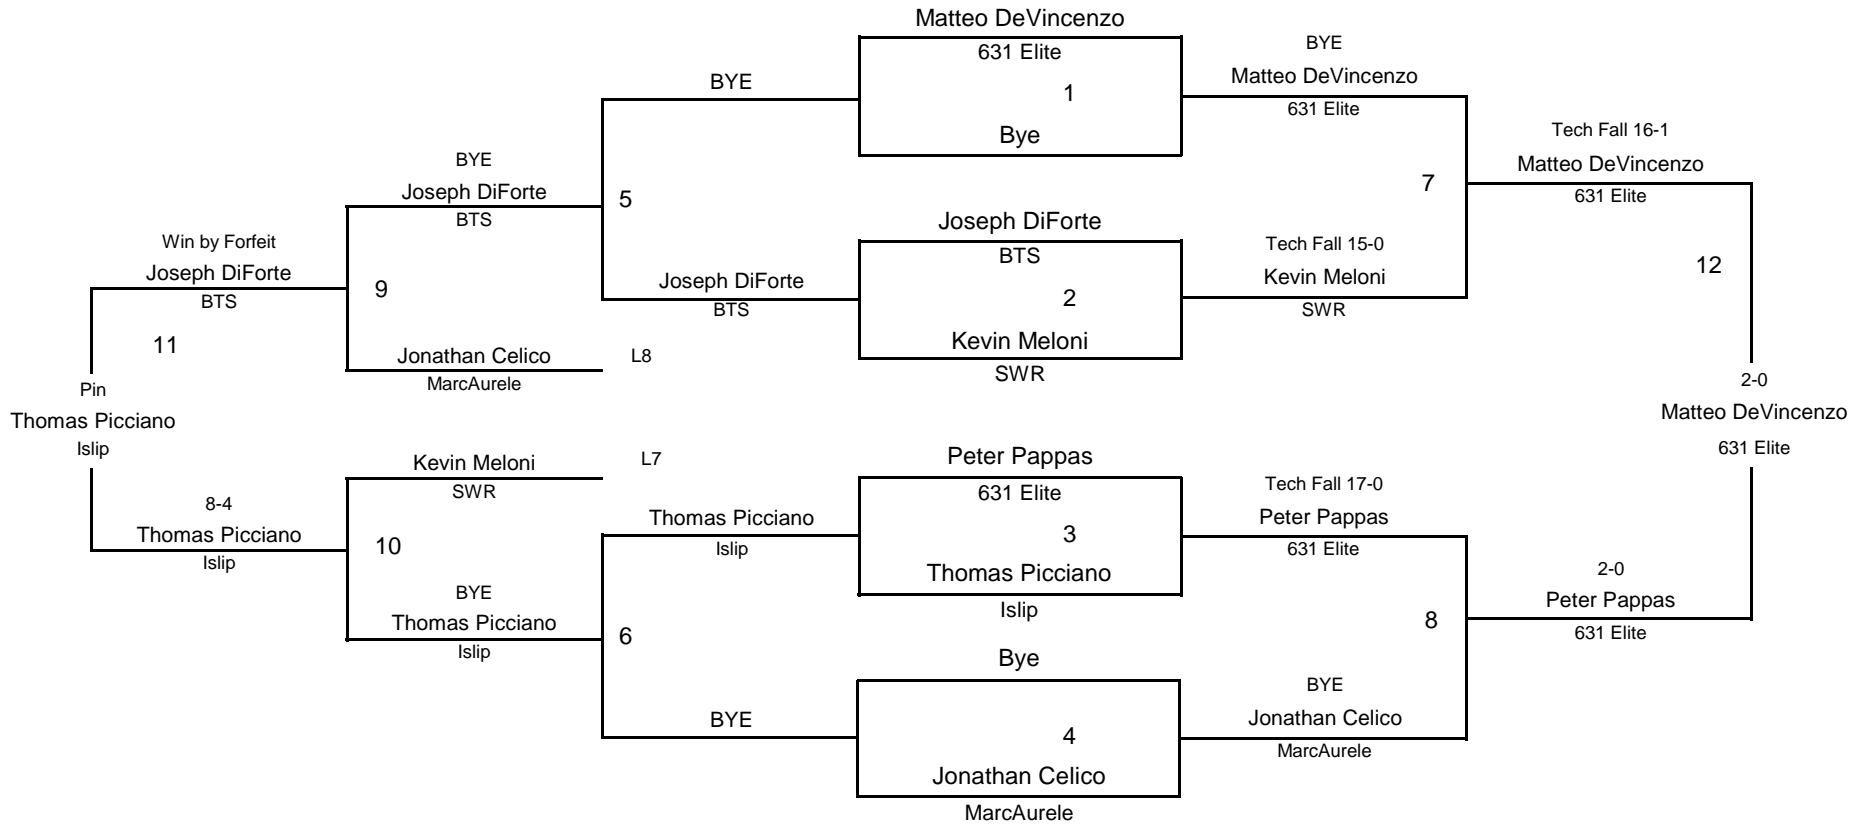 Matteo DeVincenzo
631 Elite
1
Bye
BYE
Matteo DeVincenzo
631 Elite
BYE
Tech Fall 16-1
Matteo DeVincenzo
631 Elite
7
BYE
Joseph DiForte
BTS
5
Joseph DiForte
BTS
2
Kevin Meloni
SWR
Tech Fall 15-0
Kevin Meloni
SWR
12
Win by Forfeit
Joseph DiForte
BTS
9
Joseph DiForte
BTS
11
Jonathan Celico
MarcAurele
L8
Pin
Thomas Picciano
Islip
2-0
Matteo DeVincenzo
631 Elite
Kevin Meloni
SWR
L7
Peter Pappas
631 Elite
3
Thomas Picciano
Islip
Tech Fall 17-0
Peter Pappas
631 Elite
8-4
Thomas Picciano
Islip
10
Thomas Picciano
Islip
BYE
Thomas Picciano
Islip
6
2-0
Peter Pappas
631 Elite
8
Bye
4
Jonathan Celico
MarcAurele
BYE
BYE
Jonathan Celico
MarcAurele